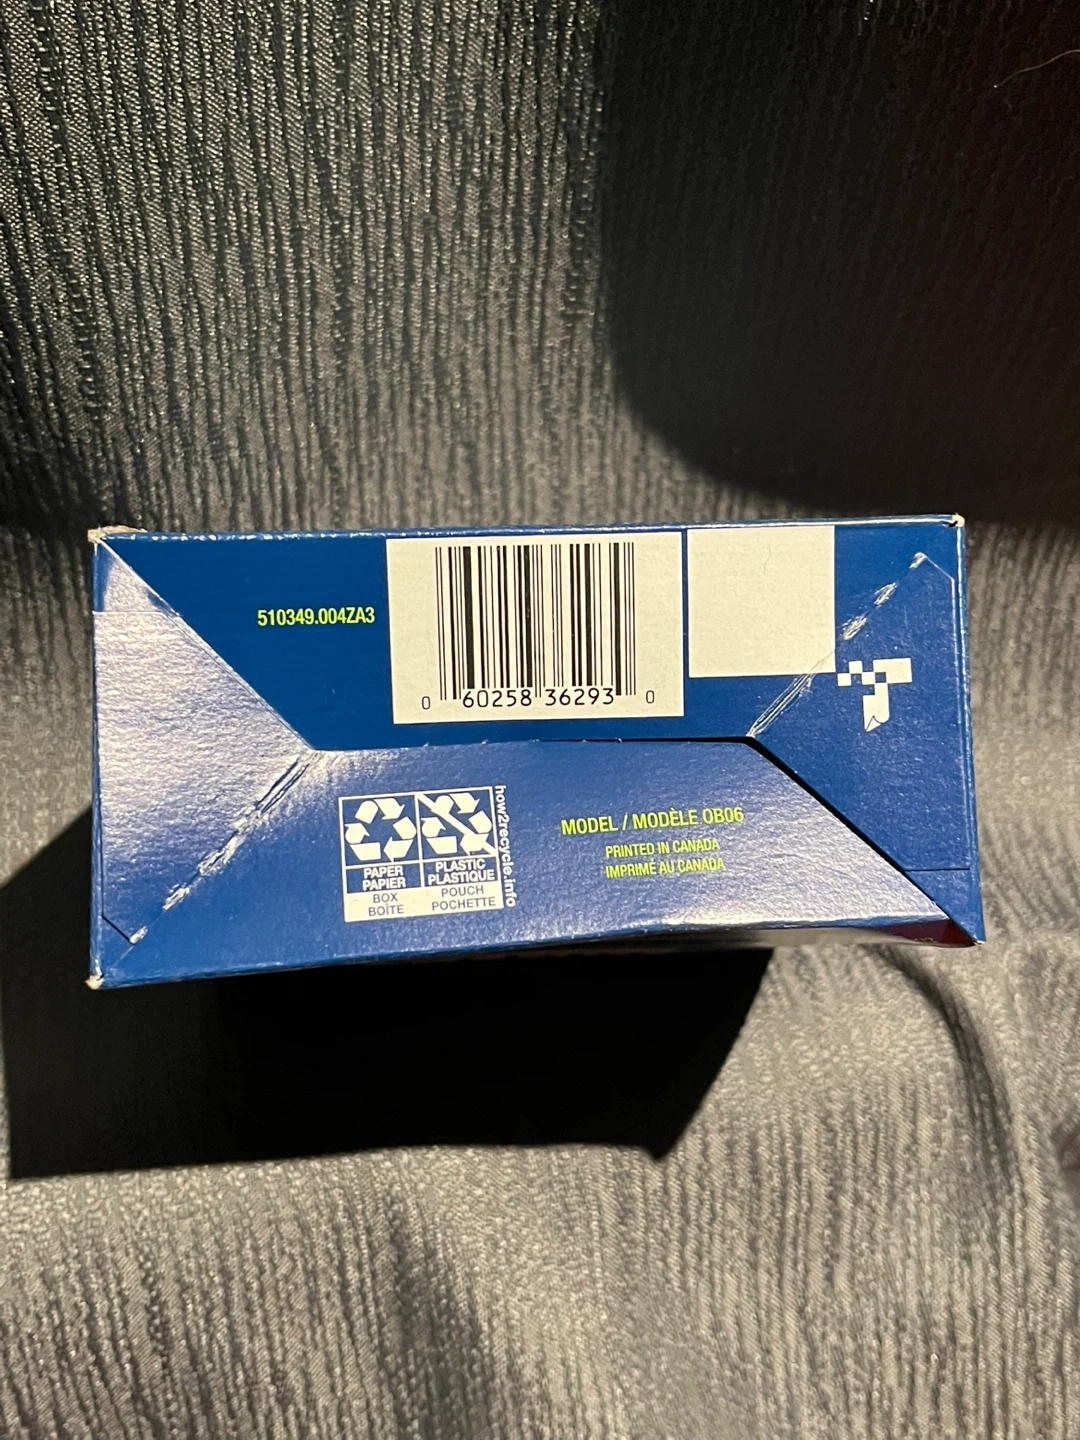 510349.004ZA3
0 60258 36293 0
how2recycle.info
PAPER
PAPIER
BOX
BOÎTE
PLASTIC
PLASTIQUE
POUCH
POCHETTE
MODEL / MODÈLE OB06
PRINTED IN CANADA
IMPRIMÉ AU CANADA